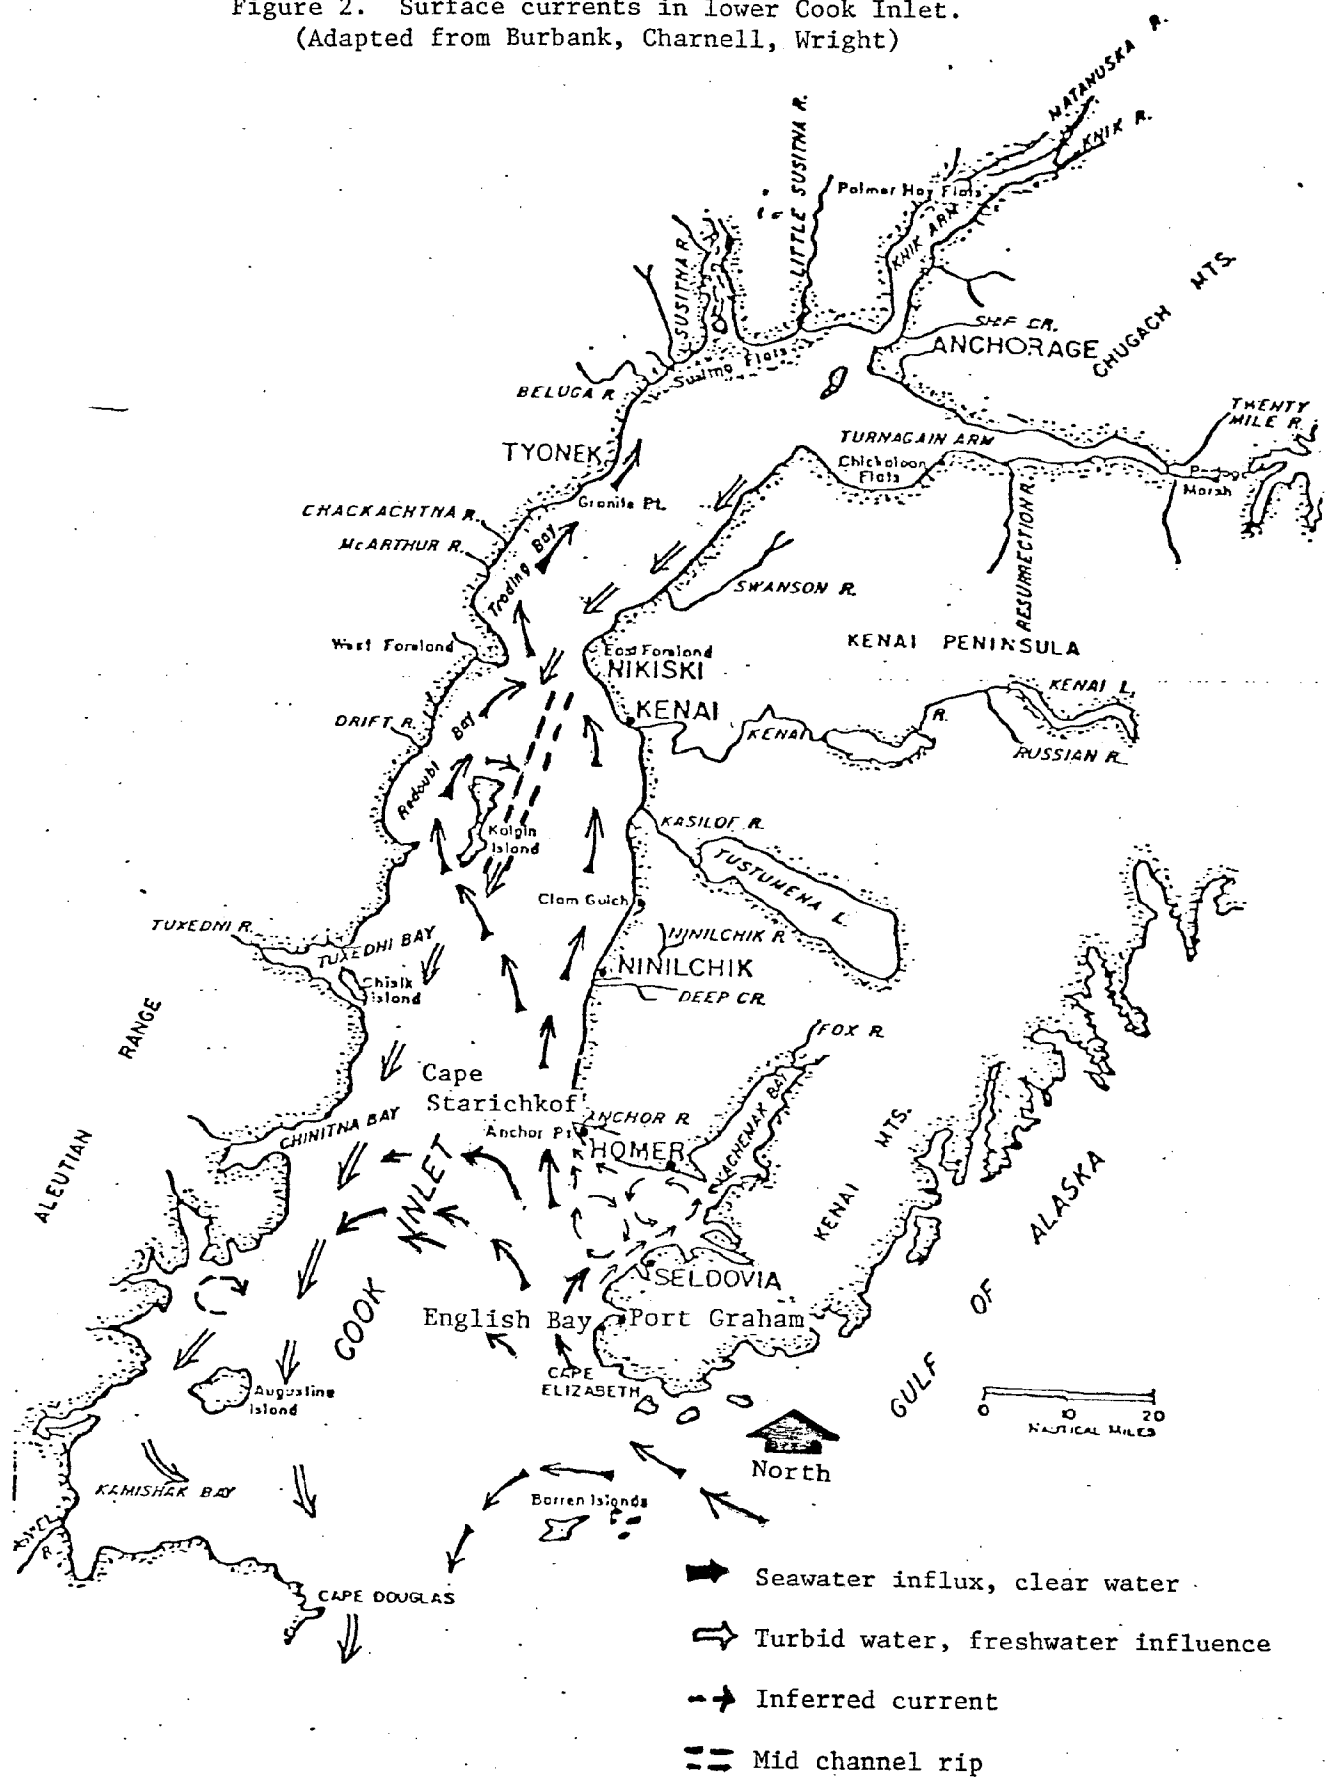 Figure 2. Surface currents in lower Cook Inlet.
(Adapted from Burbank, Charnell, Wright)
MATANUSKA R.
KNIK R.
LITTLE SUSITNA R.
Palmer Hay Flats
KNIK ARM
SUSITNA R.
CHUGACH MTS.
SHIP CR.
ANCHORAGE
Flats
BELUGA R.
TWENTY
MILE R.
TURNAGAIN ARM
TYONEK
Chickaloon
Flats
Marsh
Granite Pt.
CHACKACHTNA R.
McARTHUR R.
Trading Bay
RESURRECTION R.
SWANSON R.
West Foreland
East Foreland
NIKISKI
KENAI PENINSULA
KENAI L.
KENAI
DRIFT R.
Redoubt Bay
KENAI R.
RUSSIAN R.
Kalgin
Island
KASILOF R.
TUSTUMENA L.
Clam Gulch
TUXEDNI R.
TUXEDNI BAY
NINILCHIK R.
NINILCHIK
Chisik
Island
DEEP CR.
ALEUTIAN RANGE
FOX R.
Cape
Starichkof
ANCHOR R.
Anchor Pt.
HOMER
KACHEMAK BAY
CHINITNA BAY
COOK INLET
KENAI MTS.
GULF OF ALASKA
SELDOVIA
English Bay
Port Graham
CAPE
ELIZABETH
Augustine
Island
0 10 20
NAUTICAL MILES
North
KAMISHAK BAY
Barren Islands
CAPE DOUGLAS
Seawater influx, clear water
Turbid water, freshwater influence
Inferred current
Mid channel rip